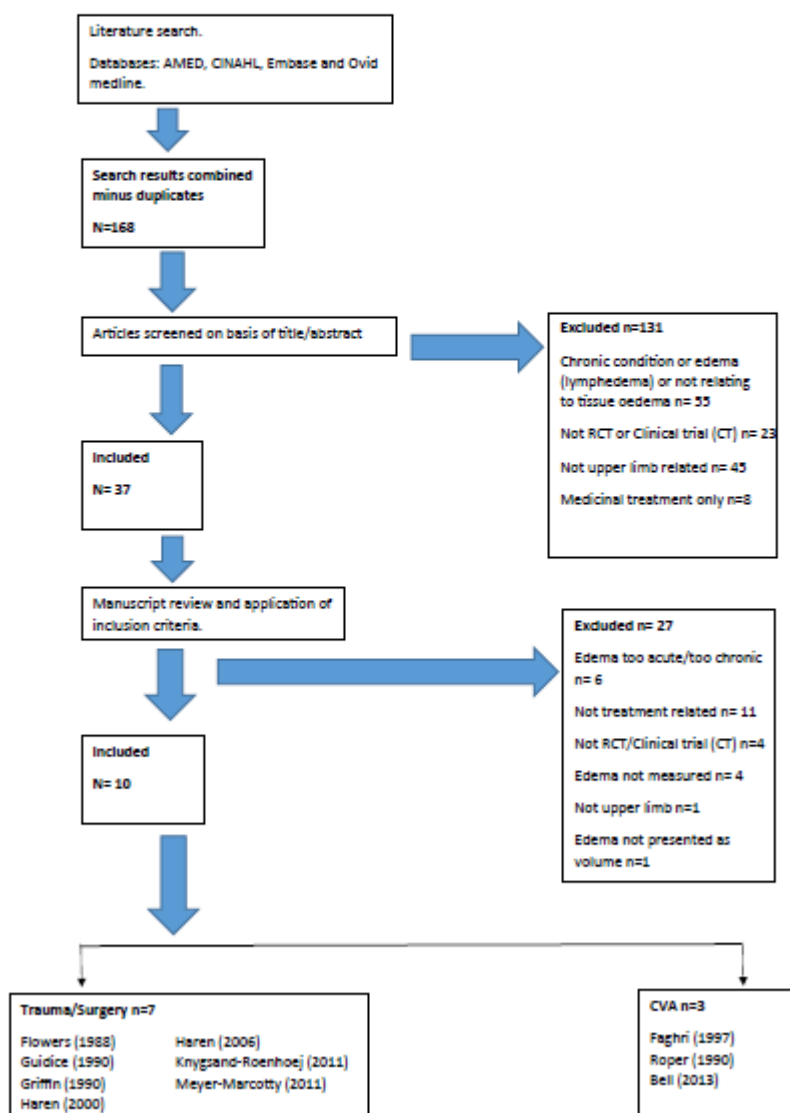 Literature search.
Databases: AMED, CINAHL, Embase and Ovid
medline.
Search results combined
minus duplicates
N=168
Articles screened on basis of title/abstract
Excluded n=131
Chronic condition or edema
(lymphedema) or not relating
to tissue oedema n= 55
Not RCT or Clinical trial (CT) n= 23
Not upper limb related n= 45
Medicinal treatment only n=8
Included
N= 37
Manuscript review and application of
inclusion criteria.
Excluded n= 27
Edema too acute/too chronic
n= 6
Not treatment related n= 11
Not RCT/Clinical trial (CT) n=4
Edema not measured n= 4
Not upper limb n=1
Edema not presented as
volume n=1
Included
N= 10
Trauma/Surgery n=7
Flowers (1988)
Guidice (1990)
Griffin (1990)
Haren (2000)
Haren (2006)
Knygsand-Roenhoej (2011)
Meyer-Marcotty (2011)
CVA n=3
Faghri (1997)
Roper (1990)
Bell (2013)